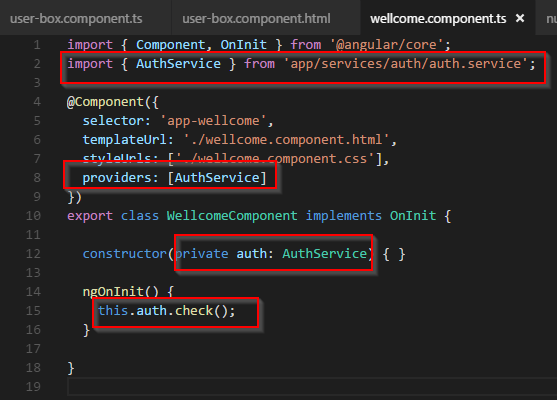 user-box.component.ts user-box.component.html wellcome.component.ts × nu
1 import { Component, OnInit } from '@angular/core';
2 import { AuthService } from 'app/services/auth/auth.service';
3
4 @Component({
5 selector: 'app-wellcome',
6 templateUrl: './wellcome.component.html',
7 styleUrls: ['./wellcome.component.css'],
8 providers: [AuthService]
9 })
10 export class WellcomeComponent implements OnInit {
11
12 constructor(private auth: AuthService) { }
13
14 ngOnInit() {
15 this.auth.check();
16 }
17
18 }
19